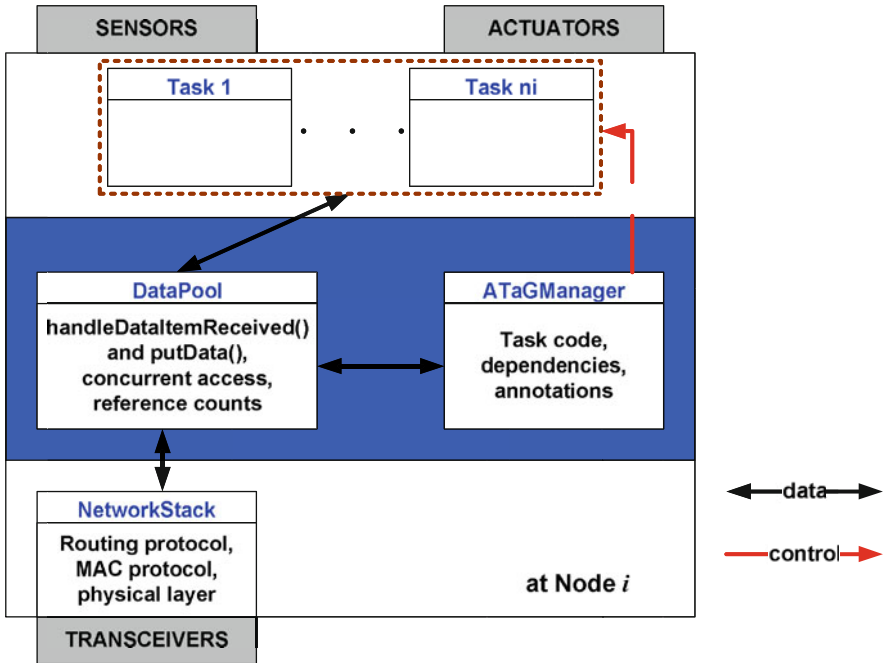 SENSORS
ACTUATORS
Task 1
Task ni
DataPool
handleDataItemReceived()
and putData(),
concurrent access,
reference counts
ATaGManager
Task code,
dependencies,
annotations
NetworkStack
Routing protocol,
MAC protocol,
physical layer
at Node i
TRANSCEIVERS
data
control